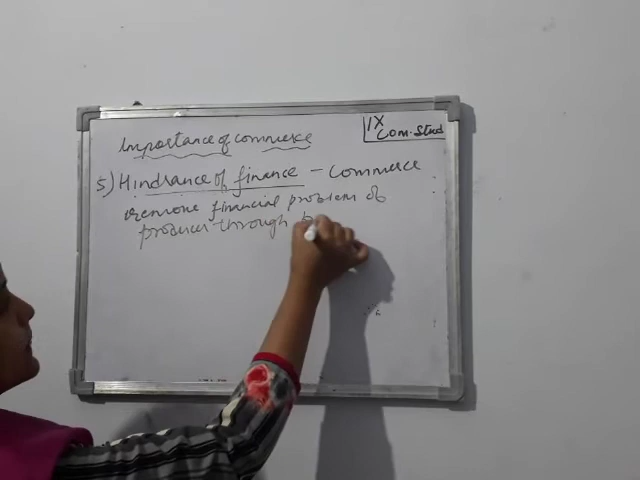 IX
Com. Stud
Importance of commerce
5) Hindrance of finance - Commerce
remove financial problem of
producer through b